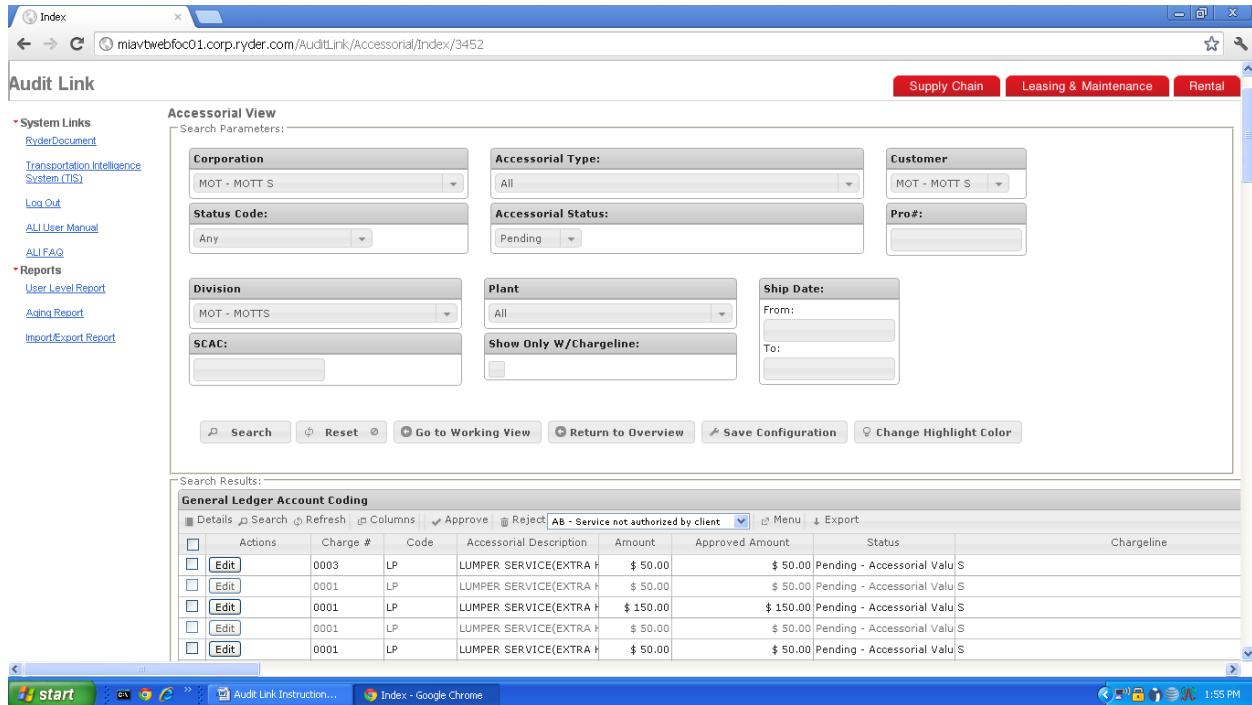 Index
miavtwebfoc01.corp.ryder.com/AuditLink/Accessorial/Index/3452
Audit Link
Supply Chain Leasing & Maintenance Rental
System Links
RyderDocument
Transportation Intelligence
System (TIS)
Log Out
ALI User Manual
ALI FAQ
Reports
User Level Report
Aging Report
Import/Export Report
Accessorial View
Search Parameters:
Corporation Accessorial Type: Customer
MOT - MOTT S All MOT - MOTT S
Status Code: Accessorial Status: Pro#:
Any Pending
Division Plant Ship Date:
MOT - MOTTS All From:
SCAC: Show Only W/Chargeline: To:
Search Reset Go to Working View Return to Overview Save Configuration Change Highlight Color
Search Results:
General Ledger Account Coding
Details Search Refresh Columns Approve Reject AB - Service not authorized by client Menu Export
Actions Charge # Code Accessorial Description Amount Approved Amount Status Chargeline
Edit 0003 LP LUMPER SERVICE(EXTRA H $ 50.00 $ 50.00 Pending - Accessorial Valu S
Edit 0001 LP LUMPER SERVICE(EXTRA H $ 50.00 $ 50.00 Pending - Accessorial Valu S
Edit 0001 LP LUMPER SERVICE(EXTRA H $ 150.00 $ 150.00 Pending - Accessorial Valu S
Edit 0001 LP LUMPER SERVICE(EXTRA H $ 50.00 $ 50.00 Pending - Accessorial Valu S
Edit 0001 LP LUMPER SERVICE(EXTRA H $ 50.00 $ 50.00 Pending - Accessorial Valu S
start Audit Link Instruction... Index - Google Chrome 1:55 PM